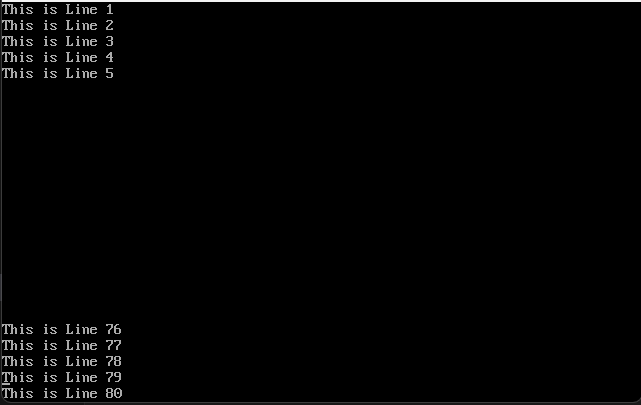 This is Line 1
This is Line 2
This is Line 3
This is Line 4
This is Line 5
This is Line 76
This is Line 77
This is Line 78
This is Line 79
This is Line 80